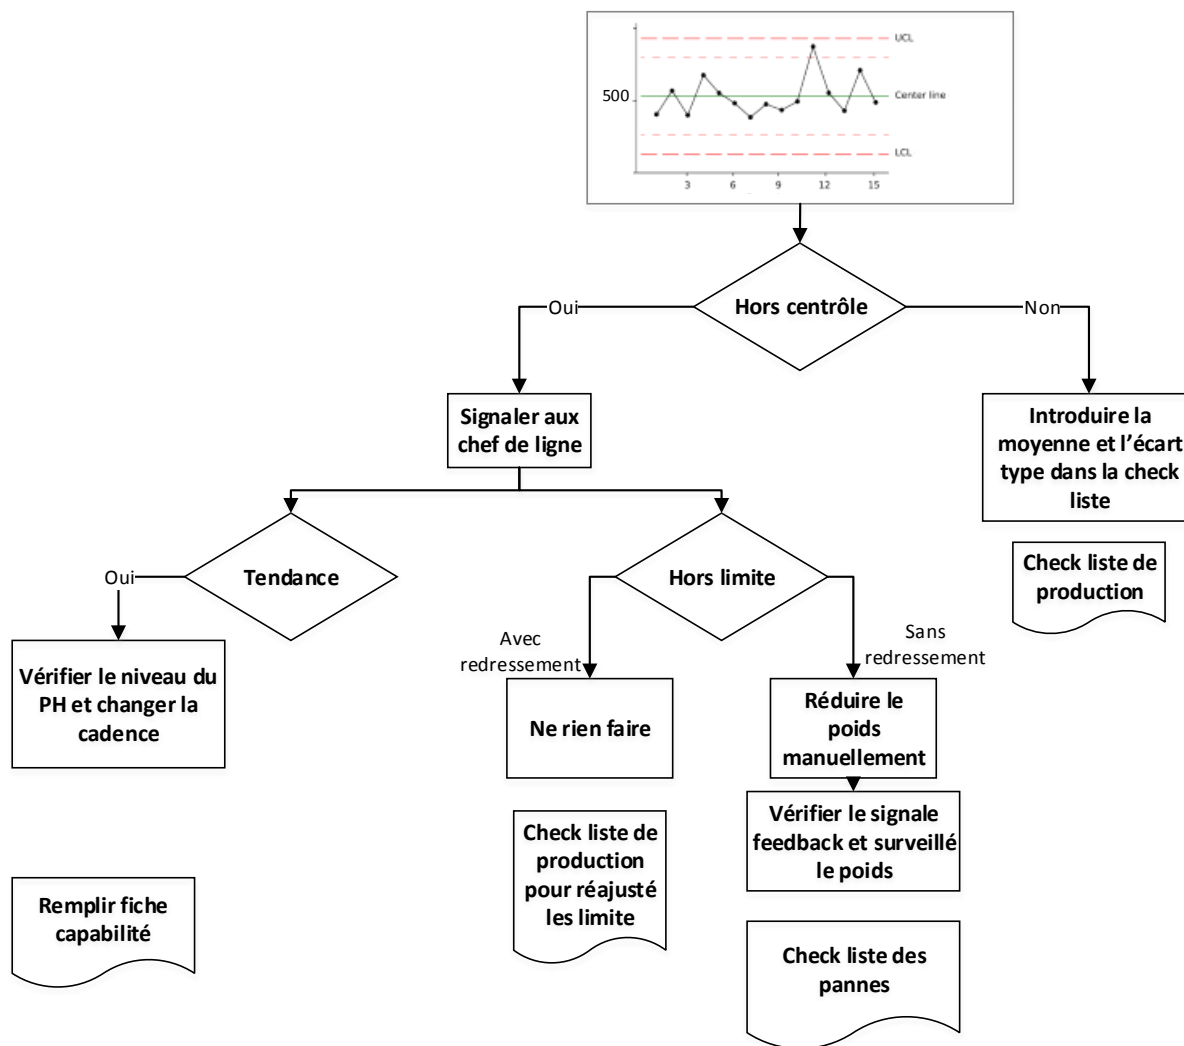 UCL
500
Center line
LCL
3 6 9 12 15
Hors centrôle
Oui
Non
Signaler aux
chef de ligne
Introduire la
moyenne et l’écart
type dans la check
liste
Check liste de
production
Tendance
Hors limite
Oui
Avec
redressement
Sans
redressement
Vérifier le niveau du
PH et changer la
cadence
Ne rien faire
Réduire le
poids
manuellement
Vérifier le signale
feedback et surveillé
le poids
Check liste de
production
pour réajusté
les limite
Remplir fiche
capabilité
Check liste des
pannes